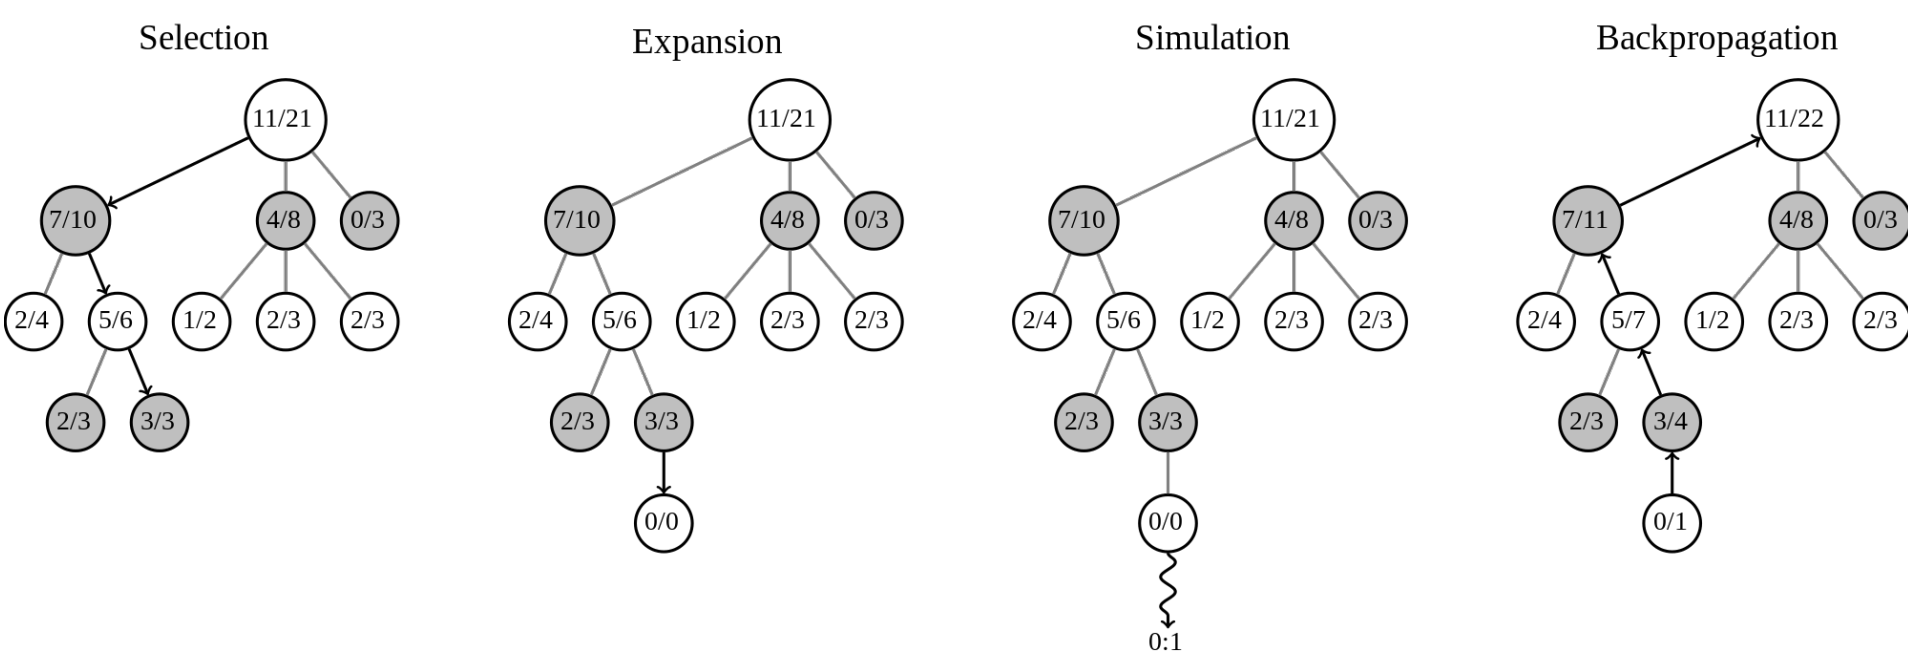 Selection Expansion Simulation Backpropagation
11/21 11/21 11/21 11/22
7/10 4/8 0/3 7/10 4/8 0/3 7/10 4/8 0/3 7/11 4/8 0/3
2/4 5/6 1/2 2/3 2/3 2/4 5/6 1/2 2/3 2/3 2/4 5/6 1/2 2/3 2/3 2/4 5/7 1/2 2/3 2/3
2/3 3/3 2/3 3/3 2/3 3/3 2/3 3/4
0/0 0/0 0/1
0:1